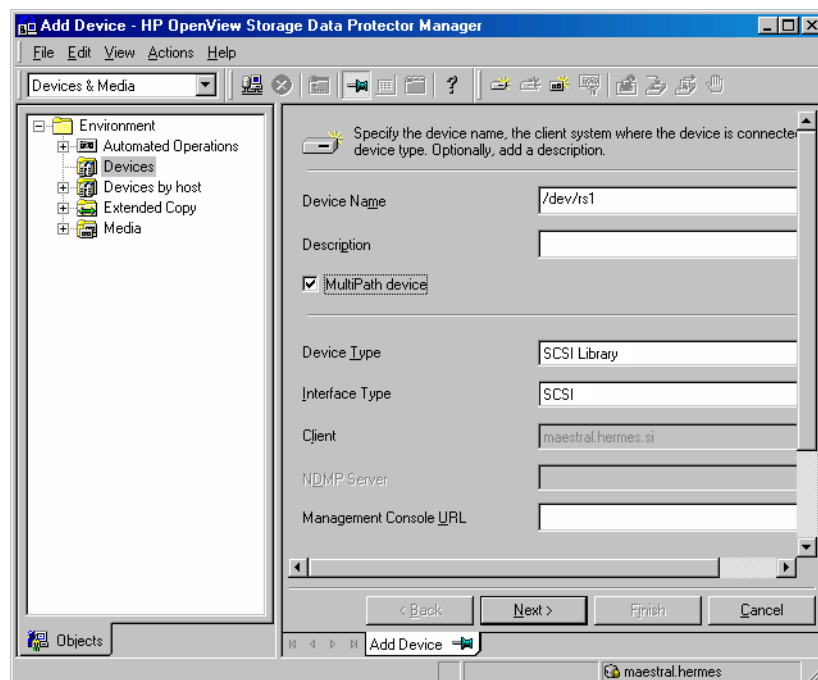 Add Device - HP OpenView Storage Data Protector Manager
File Edit View Actions Help
Devices & Media
Environment
Automated Operations
Devices
Devices by host
Extended Copy
Media
Objects
Specify the device name, the client system where the device is connected
device type. Optionally, add a description.
Device Name
/dev/rs1
Description
MultiPath device
Device Type
SCSI Library
Interface Type
SCSI
Client
maestral.hermes.si
NDMP Server
Management Console URL
< Back Next > Finish Cancel
Add Device
maestral.hermes